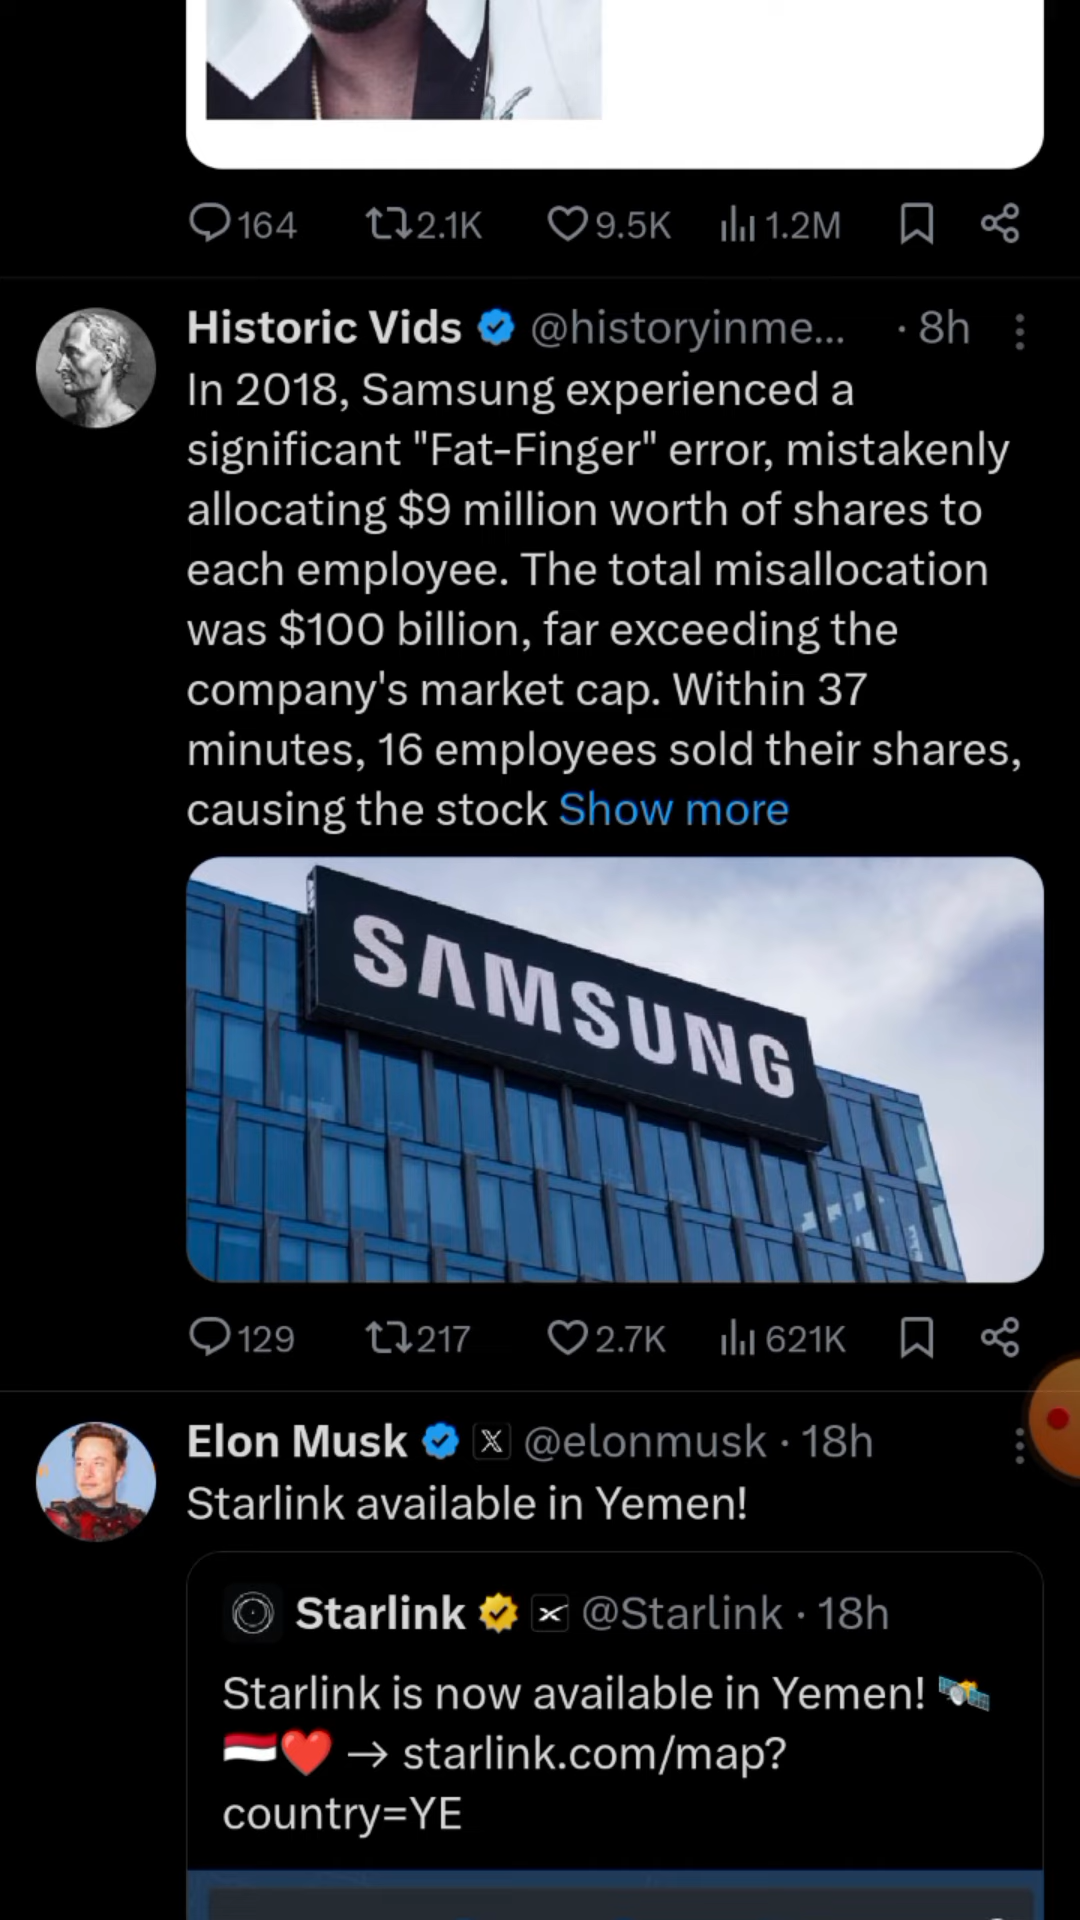 164 2.1K 9.5K 1.2M
Historic Vids @historyinme... · 8h
In 2018, Samsung experienced a
significant "Fat-Finger" error, mistakenly
allocating $9 million worth of shares to
each employee. The total misallocation
was $100 billion, far exceeding the
company's market cap. Within 37
minutes, 16 employees sold their shares,
causing the stock Show more
SAMSUNG
129 217 2.7K 621K
Elon Musk @elonmusk · 18h
Starlink available in Yemen!
Starlink @Starlink · 18h
Starlink is now available in Yemen! 🛰️
🇮🇩❤️ → starlink.com/map?
country=YE